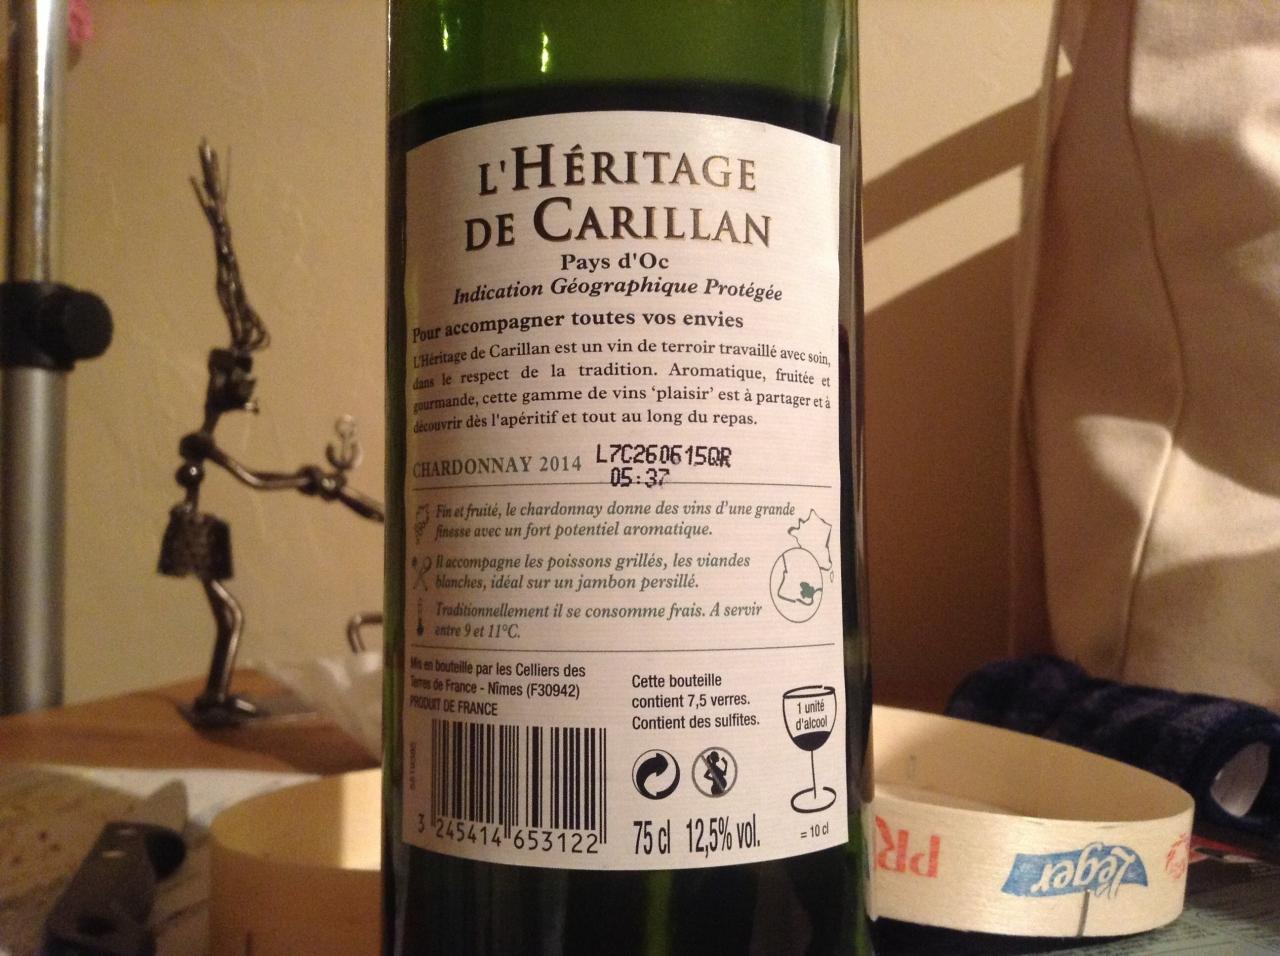 L'HÉRITAGE
DE CARILLAN
Pays d'Oc
Indication Géographique Protégée
Pour accompagner toutes vos envies
L'Héritage de Carillan est un vin de terroir travaillé avec soin,
dans le respect de la tradition. Aromatique, fruitée et
gourmande, cette gamme de vins ‘plaisir’ est à partager et à
découvrir dès l'apéritif et tout au long du repas.
CHARDONNAY 2014 L7C260615QR
05:37
Fin et fruité, le chardonnay donne des vins d'une grande
finesse avec un fort potentiel aromatique.
Il accompagne les poissons grillés, les viandes
blanches, idéal sur un jambon persillé.
Traditionnellement il se consomme frais. A servir
entre 9 et 11°C.
Mis en bouteille par les Celliers des
Terres de France - Nîmes (F30942)
PRODUIT DE FRANCE
Cette bouteille
contient 7,5 verres.
Contient des sulfites.
1 unité
d'alcool
3 245414 653122
75 cl 12,5% vol.
= 10 cl
PR
Léger